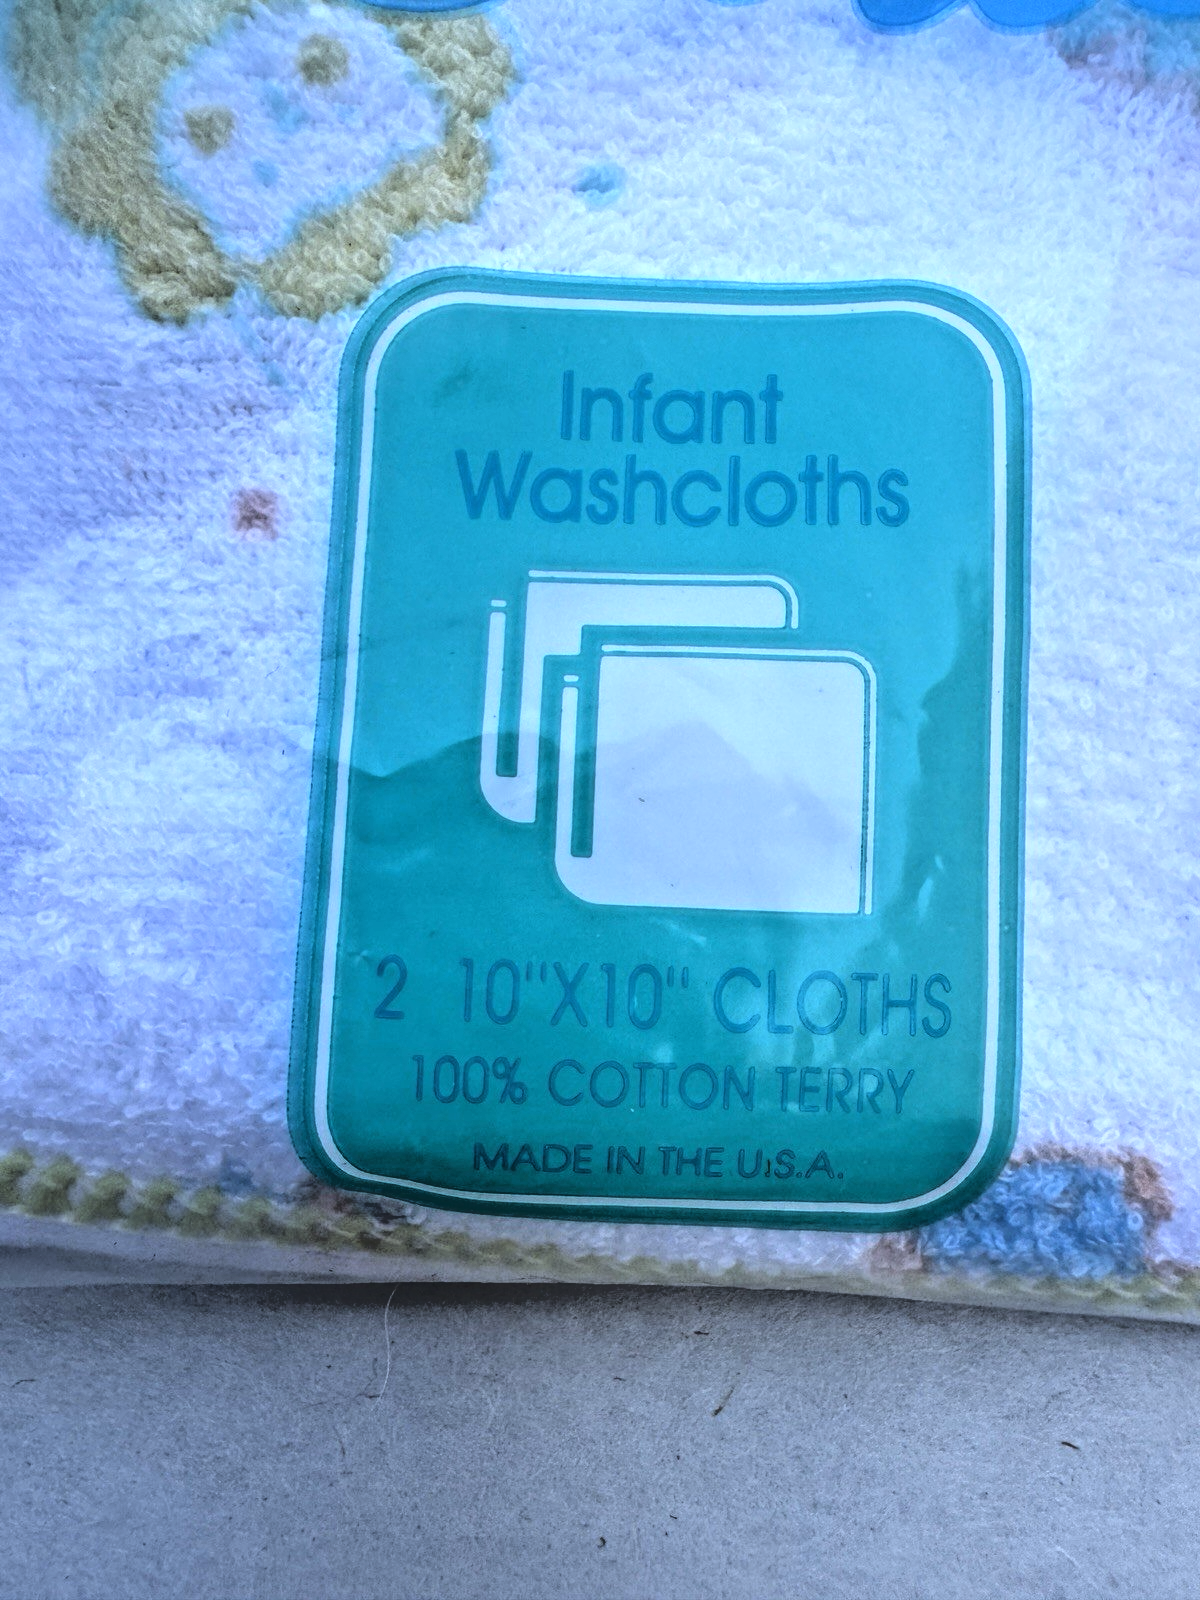 Infant
Washcloths
2 10"X10" CLOTHS
100% COTTON TERRY
MADE IN THE U.S.A.